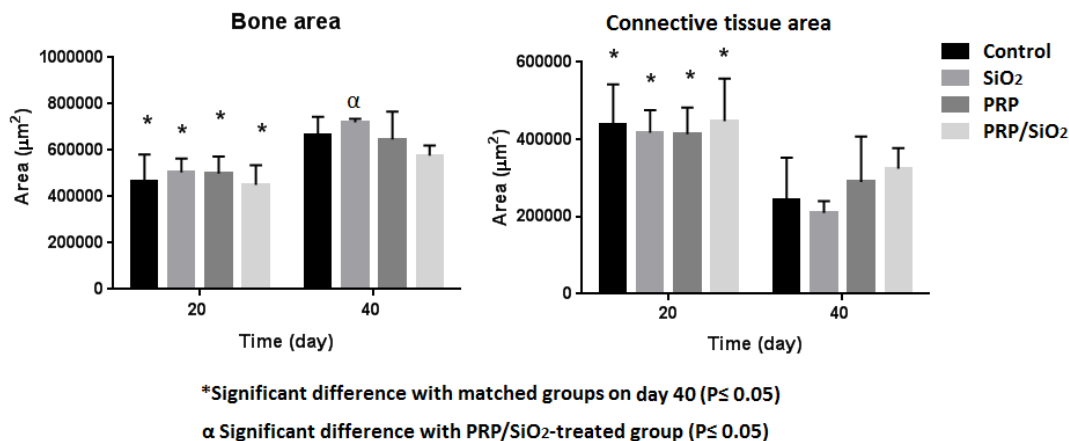 Bone area
Area (μm²)
1000000
800000
600000
400000
200000
0
* * * *
α
20 40
Time (day)
Connective tissue area
Area (μm²)
600000
400000
200000
0
* * * *
20 40
Time (day)
Control
SiO₂
PRP
PRP/SiO₂
*Significant difference with matched groups on day 40 (P≤ 0.05)
α Significant difference with PRP/SiO₂-treated group (P≤ 0.05)